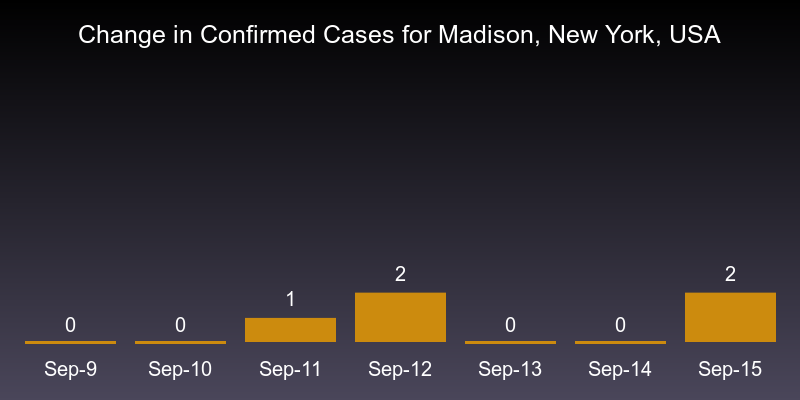 Change in Confirmed Cases for Madison, New York, USA
0 0 1 2 0 0 2
Sep-9 Sep-10 Sep-11 Sep-12 Sep-13 Sep-14 Sep-15